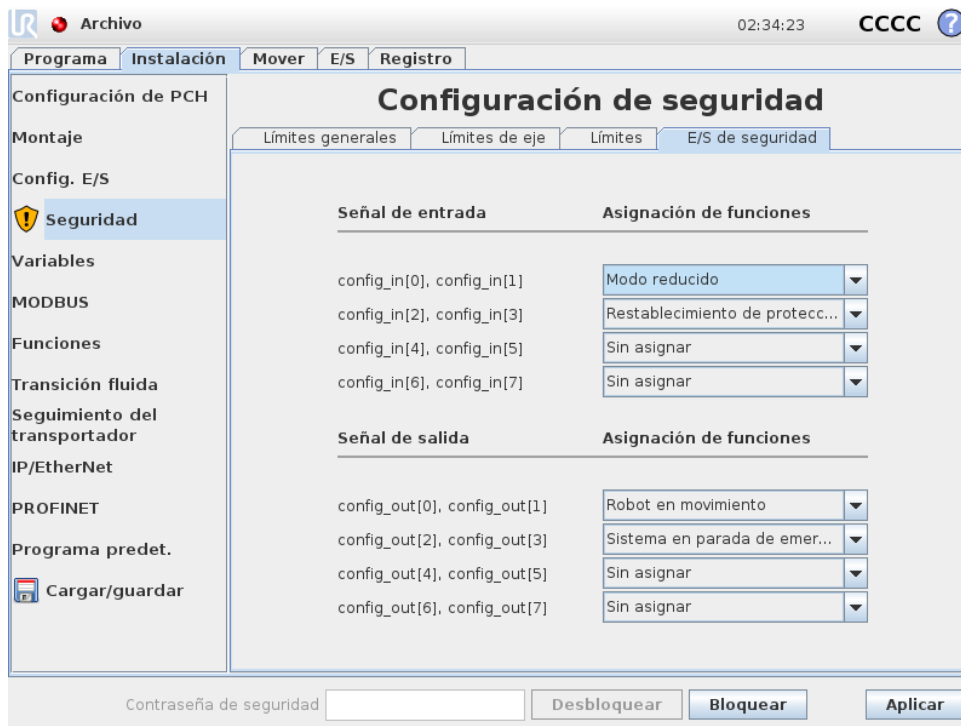 UR Archivo 02:34:23 CCCC ?
Programa Instalación Mover E/S Registro
Configuración de PCH
Montaje
Config. E/S
Seguridad
Variables
MODBUS
Funciones
Transición fluida
Seguimiento del
transportador
IP/EtherNet
PROFINET
Programa predet.
Cargar/guardar
Configuración de seguridad
Límites generales Límites de eje Límites E/S de seguridad
Señal de entrada Asignación de funciones
config_in[0], config_in[1] Modo reducido
config_in[2], config_in[3] Restablecimiento de protecc...
config_in[4], config_in[5] Sin asignar
config_in[6], config_in[7] Sin asignar
Señal de salida Asignación de funciones
config_out[0], config_out[1] Robot en movimiento
config_out[2], config_out[3] Sistema en parada de emer...
config_out[4], config_out[5] Sin asignar
config_out[6], config_out[7] Sin asignar
Contraseña de seguridad Desbloquear Bloquear Aplicar